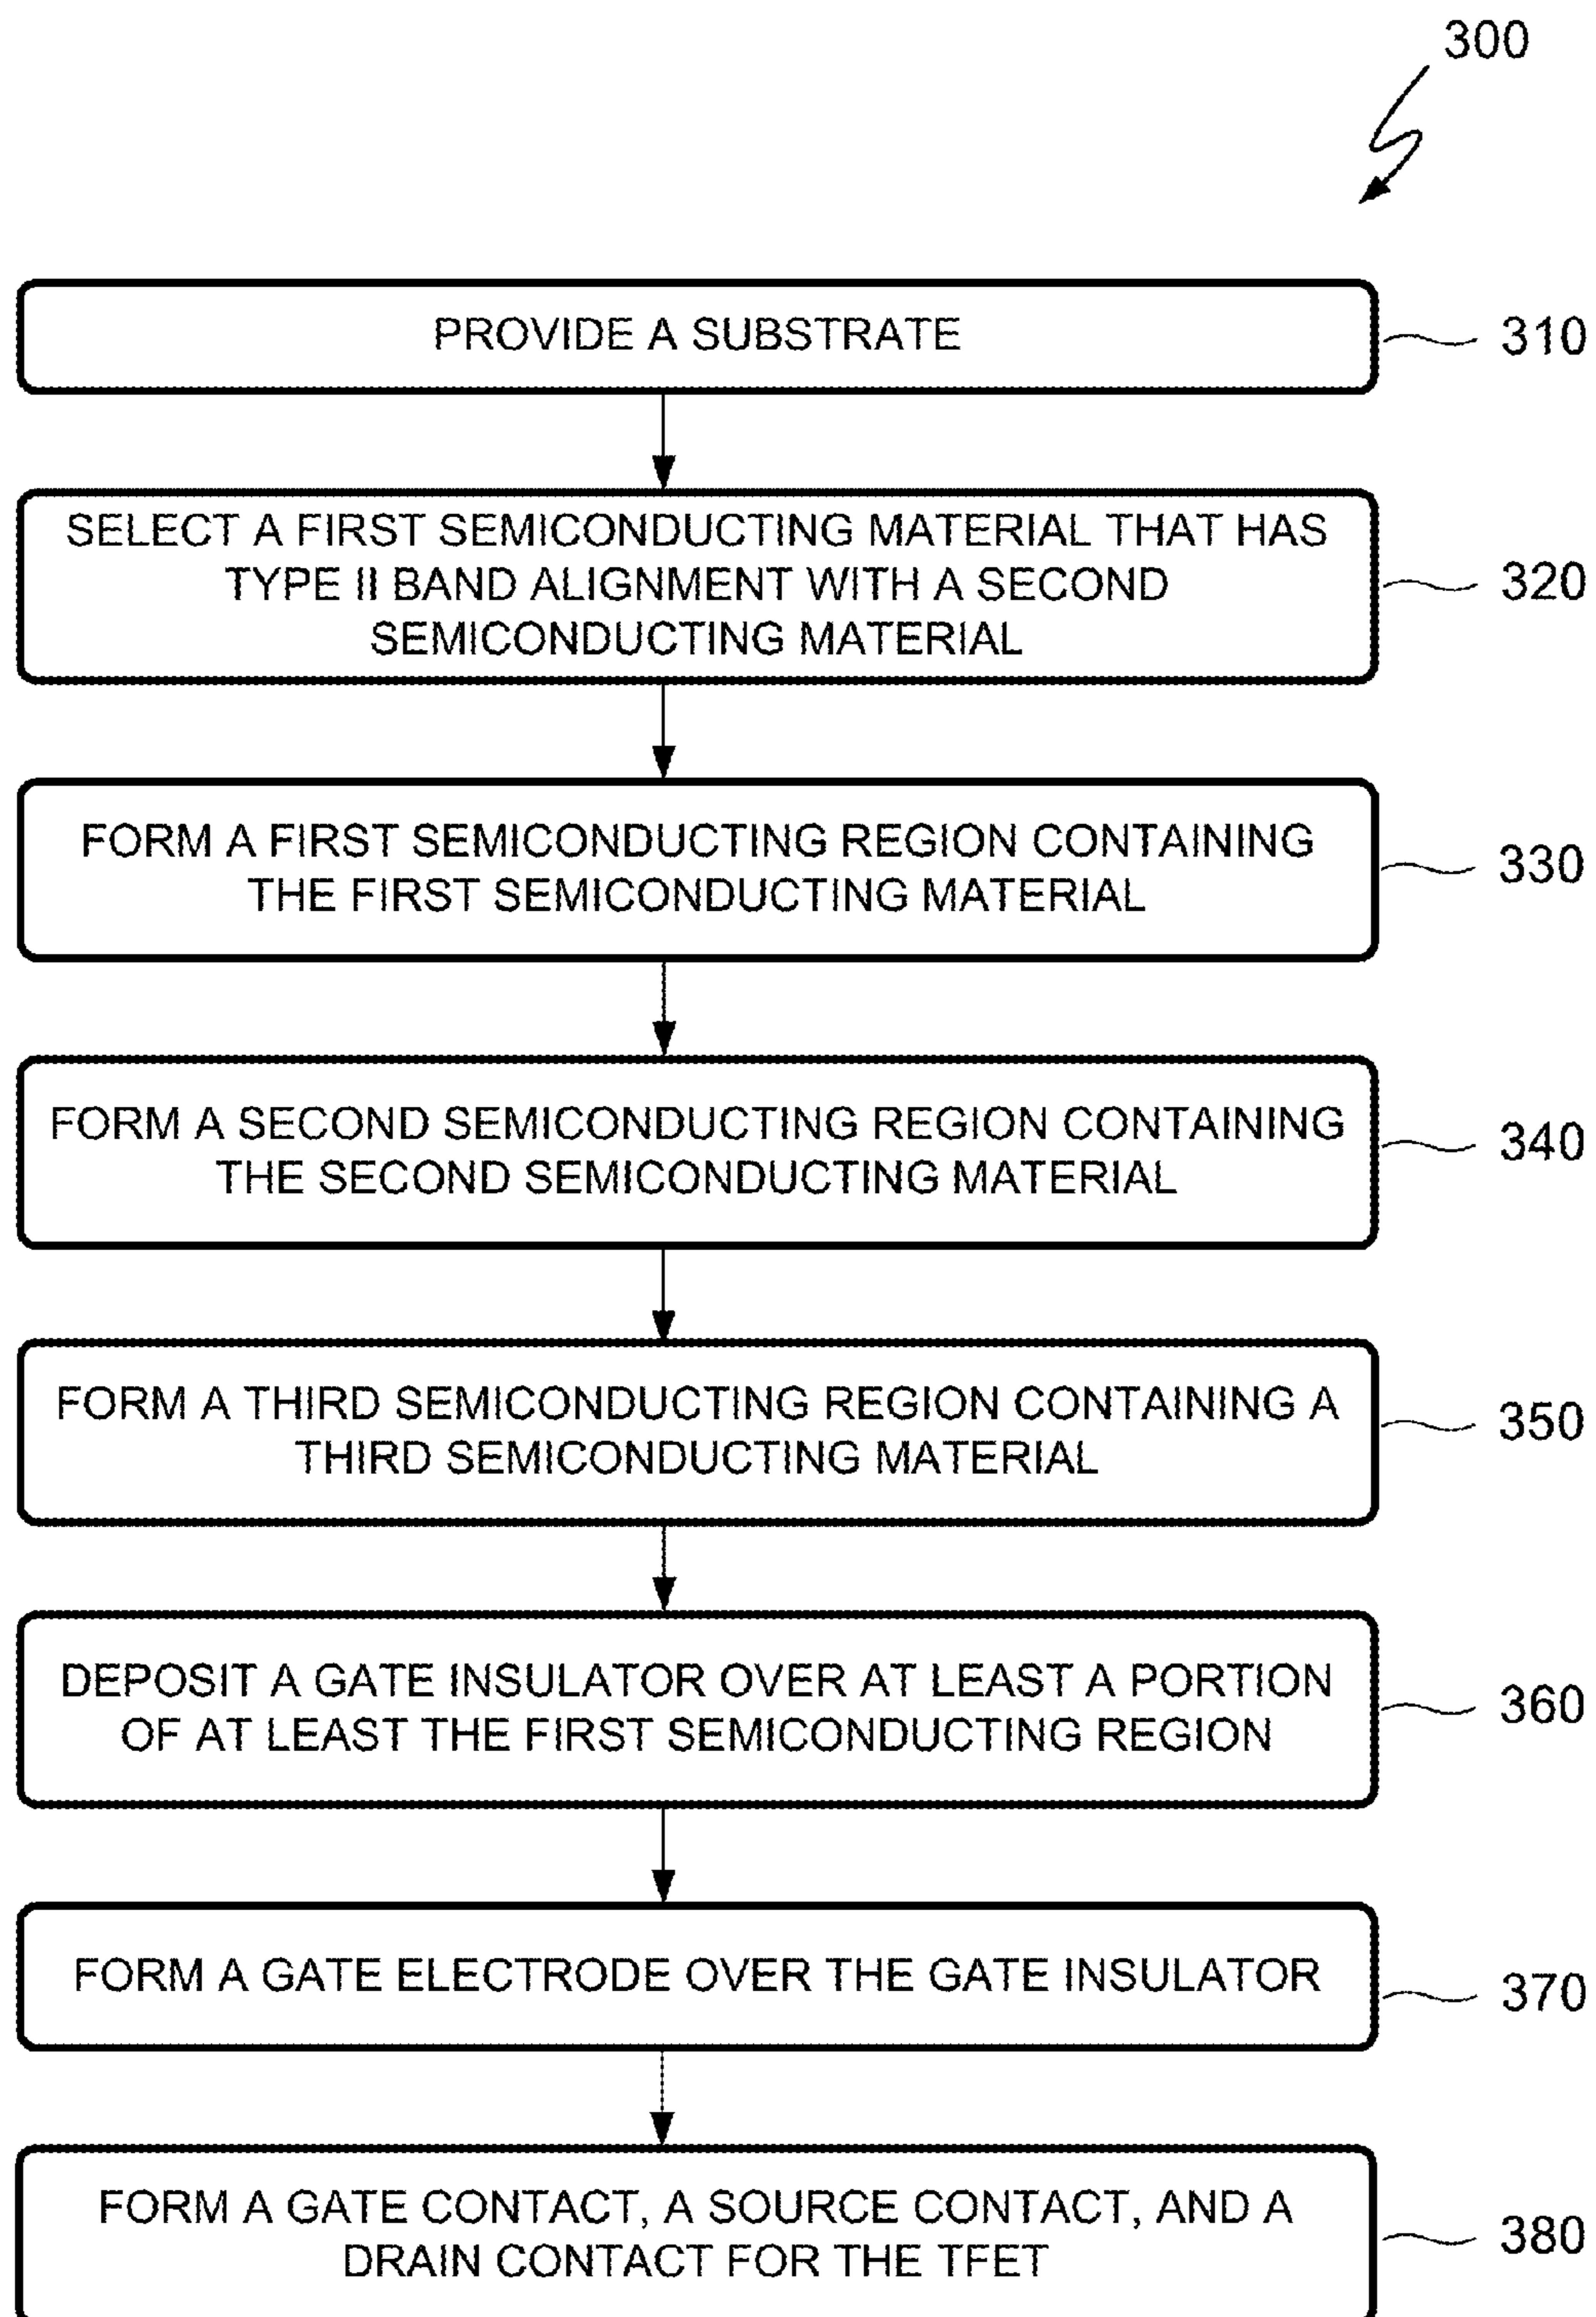 300
PROVIDE A SUBSTRATE
310
SELECT A FIRST SEMICONDUCTING MATERIAL THAT HAS
TYPE II BAND ALIGNMENT WITH A SECOND
SEMICONDUCTING MATERIAL
320
FORM A FIRST SEMICONDUCTING REGION CONTAINING
THE FIRST SEMICONDUCTING MATERIAL
330
FORM A SECOND SEMICONDUCTING REGION CONTAINING
THE SECOND SEMICONDUCTING MATERIAL
340
FORM A THIRD SEMICONDUCTING REGION CONTAINING A
THIRD SEMICONDUCTING MATERIAL
350
DEPOSIT A GATE INSULATOR OVER AT LEAST A PORTION
OF AT LEAST THE FIRST SEMICONDUCTING REGION
360
FORM A GATE ELECTRODE OVER THE GATE INSULATOR
370
FORM A GATE CONTACT, A SOURCE CONTACT, AND A
DRAIN CONTACT FOR THE TFET
380